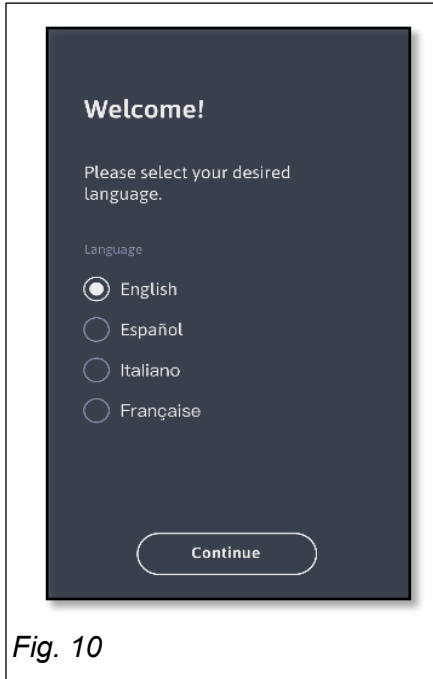 Welcome!
Please select your desired
language.
Language
English
Español
Italiano
Française
Continue
Fig. 10